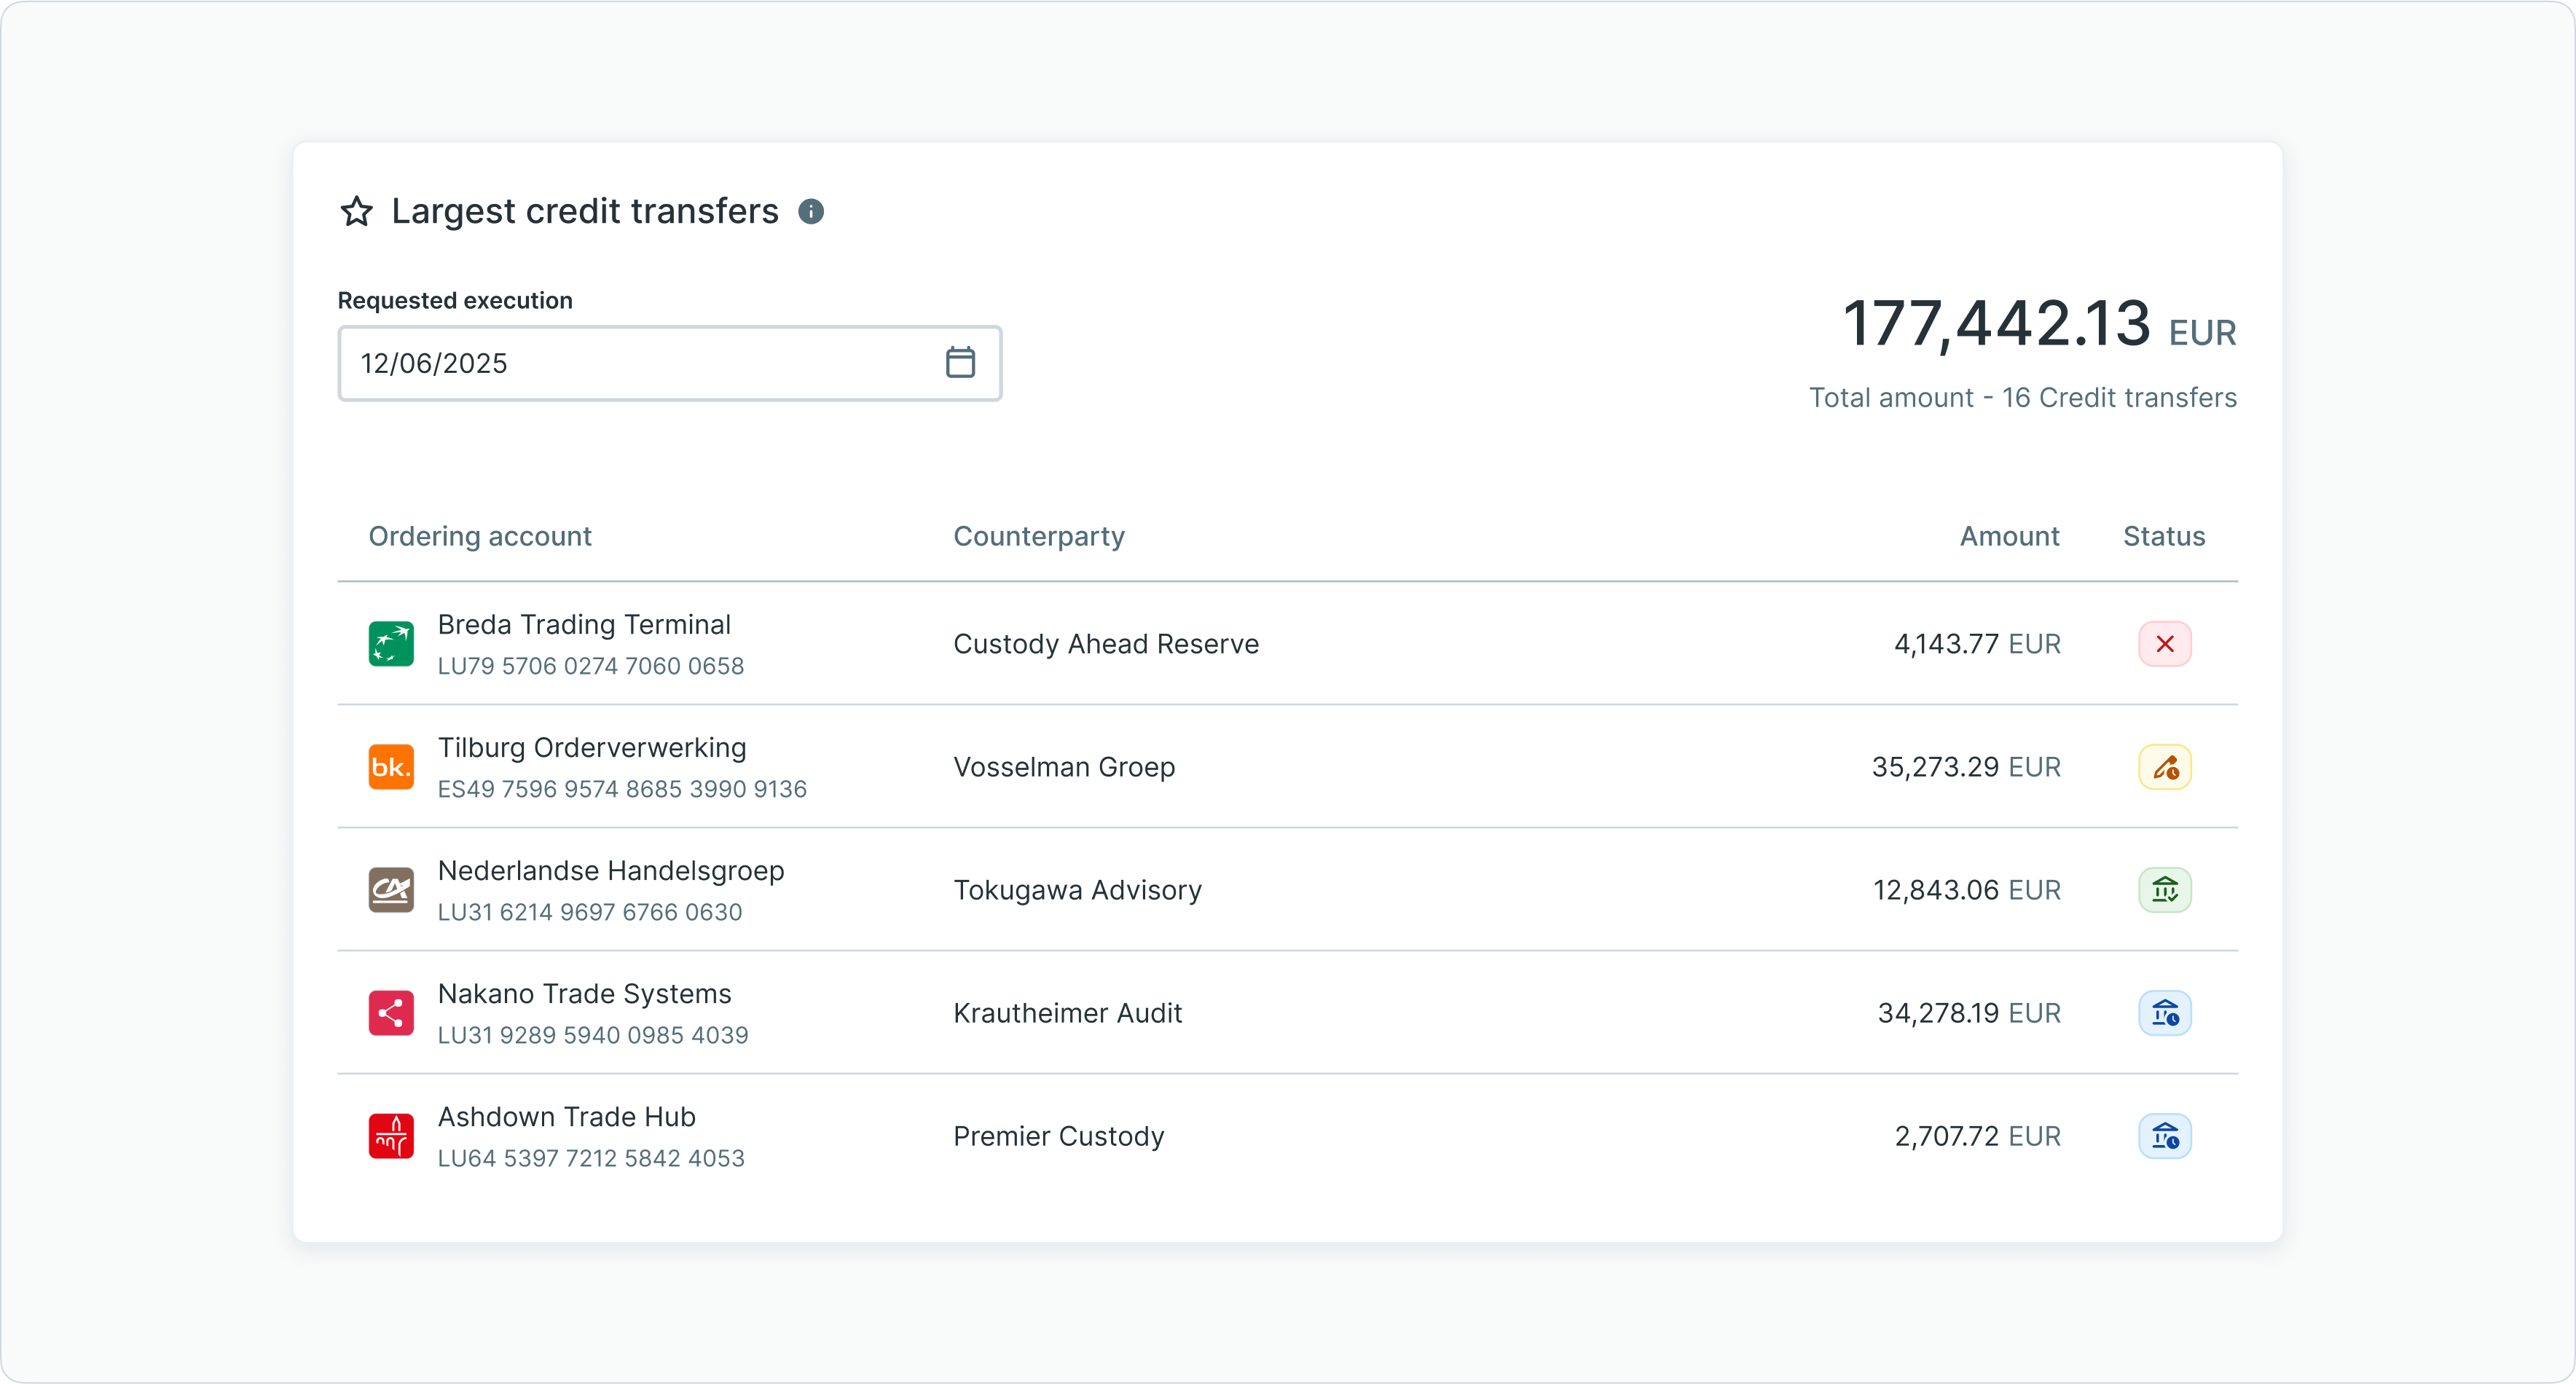 Largest credit transfers
Requested execution
12/06/2025
177,442.13 EUR
Total amount - 16 Credit transfers
Ordering account Counterparty Amount Status
Breda Trading Terminal
LU79 5706 0274 7060 0658
Custody Ahead Reserve
4,143.77 EUR
bk.
Tilburg Orderverwerking
ES49 7596 9574 8685 3990 9136
Vosselman Groep
35,273.29 EUR
CA
Nederlandse Handelsgroep
LU31 6214 9697 6766 0630
Tokugawa Advisory
12,843.06 EUR
Nakano Trade Systems
LU31 9289 5940 0985 4039
Krautheimer Audit
34,278.19 EUR
Ashdown Trade Hub
LU64 5397 7212 5842 4053
Premier Custody
2,707.72 EUR